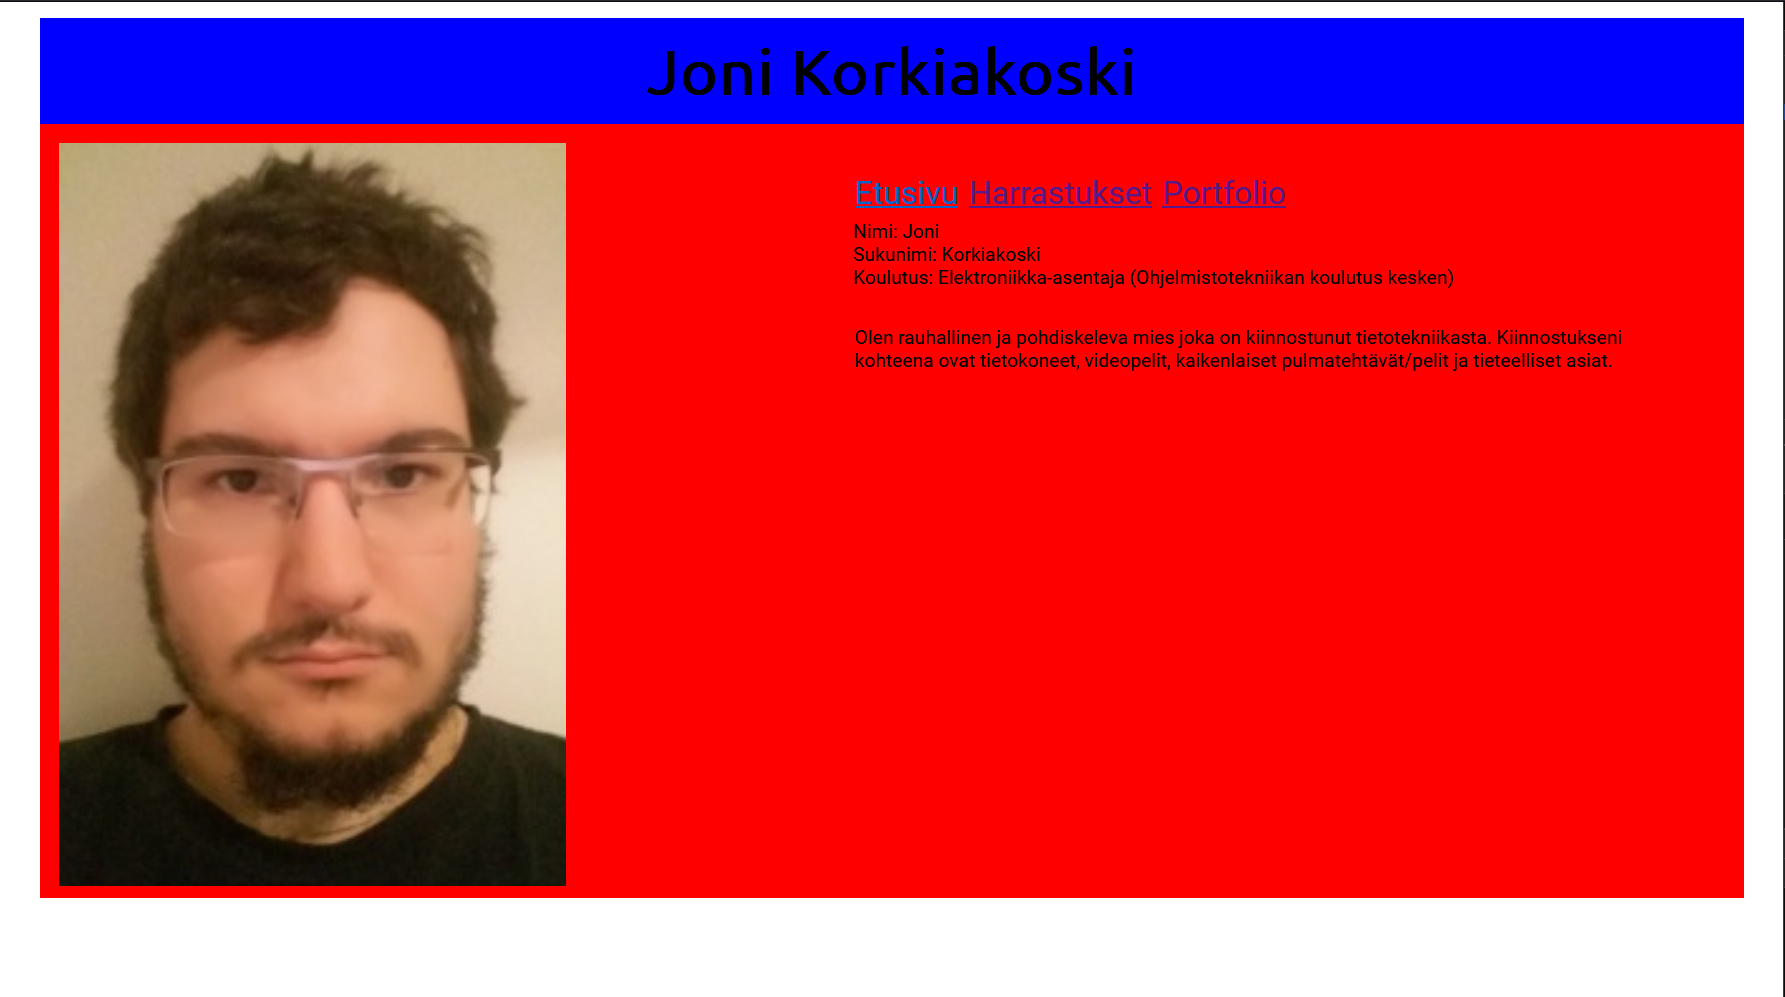 Joni Korkiakoski
Etusivu Harrastukset Portfolio
Nimi: Joni
Sukunimi: Korkiakoski
Koulutus: Elektroniikka-asentaja (Ohjelmistotekniikan koulutus kesken)
Olen rauhallinen ja pohdiskeleva mies joka on kiinnostunut tietotekniikasta. Kiinnostukseni
kohteena ovat tietokoneet, videopelit, kaikenlaiset pulmatehtävät/pelit ja tieteelliset asiat.